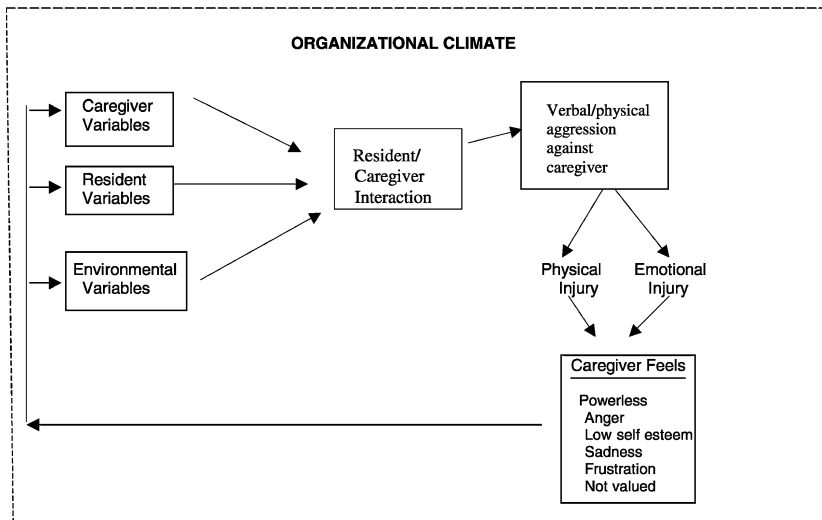 ORGANIZATIONAL CLIMATE
Caregiver
Variables
Resident
Variables
Environmental
Variables
Resident/
Caregiver
Interaction
Verbal/physical
aggression
against
caregiver
Physical
Injury
Emotional
Injury
Caregiver Feels
Powerless
Anger
Low self esteem
Sadness
Frustration
Not valued